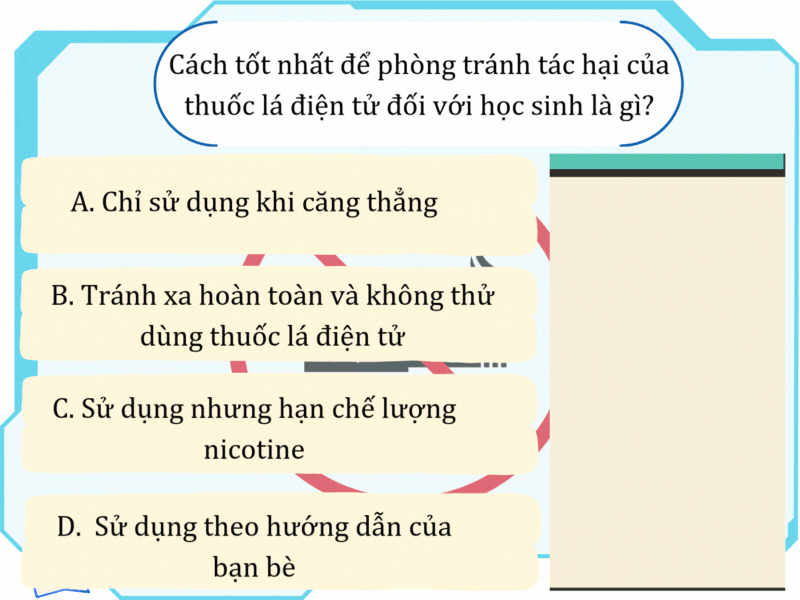 Cách tốt nhất để phòng tránh tác hại của
thuốc lá điện tử đối với học sinh là gì?
A. Chỉ sử dụng khi căng thẳng
B. Tránh xa hoàn toàn và không thử
dùng thuốc lá điện tử
C. Sử dụng nhưng hạn chế lượng
nicotine
D. Sử dụng theo hướng dẫn của
bạn bè